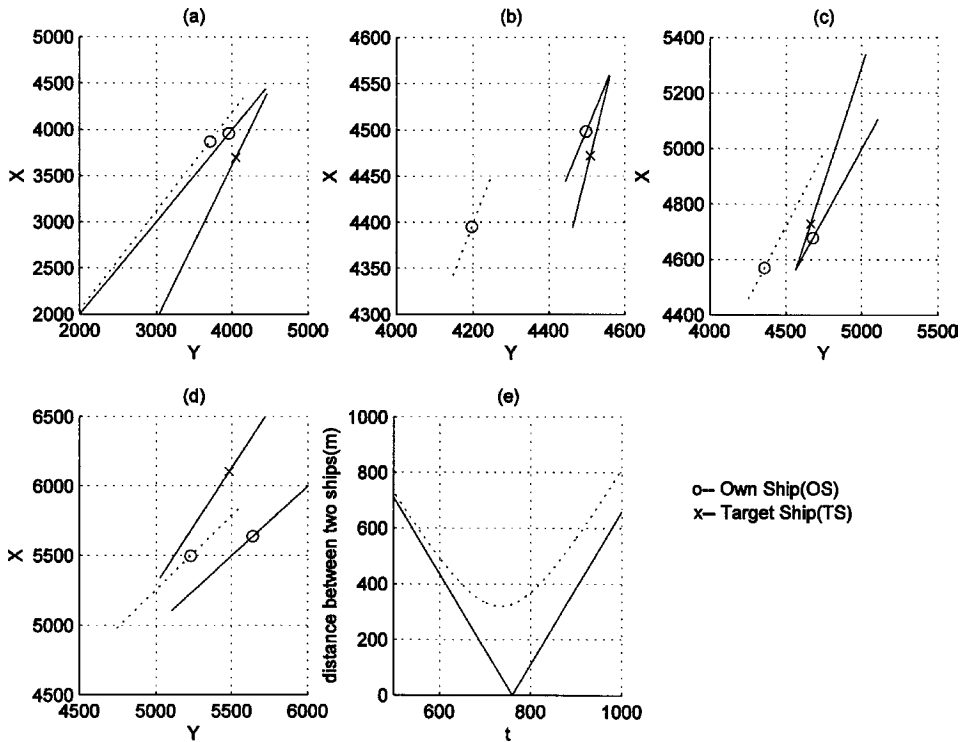 (a)
5000
4500
4000
3500
3000
2500
2000
2000 3000 4000 5000
X
Y
(b)
4600
4550
4500
4450
4400
4350
4300
4000 4200 4400 4600
X
Y
(c)
5400
5200
5000
4800
4600
4400
4000 4500 5000 5500
X
Y
(d)
6500
6000
5500
5000
4500
4500 5000 5500 6000
X
Y
(e)
1000
800
600
400
200
0
600 800 1000
distance between two ships(m)
t
o-- Own Ship(OS)
x-- Target Ship(TS)